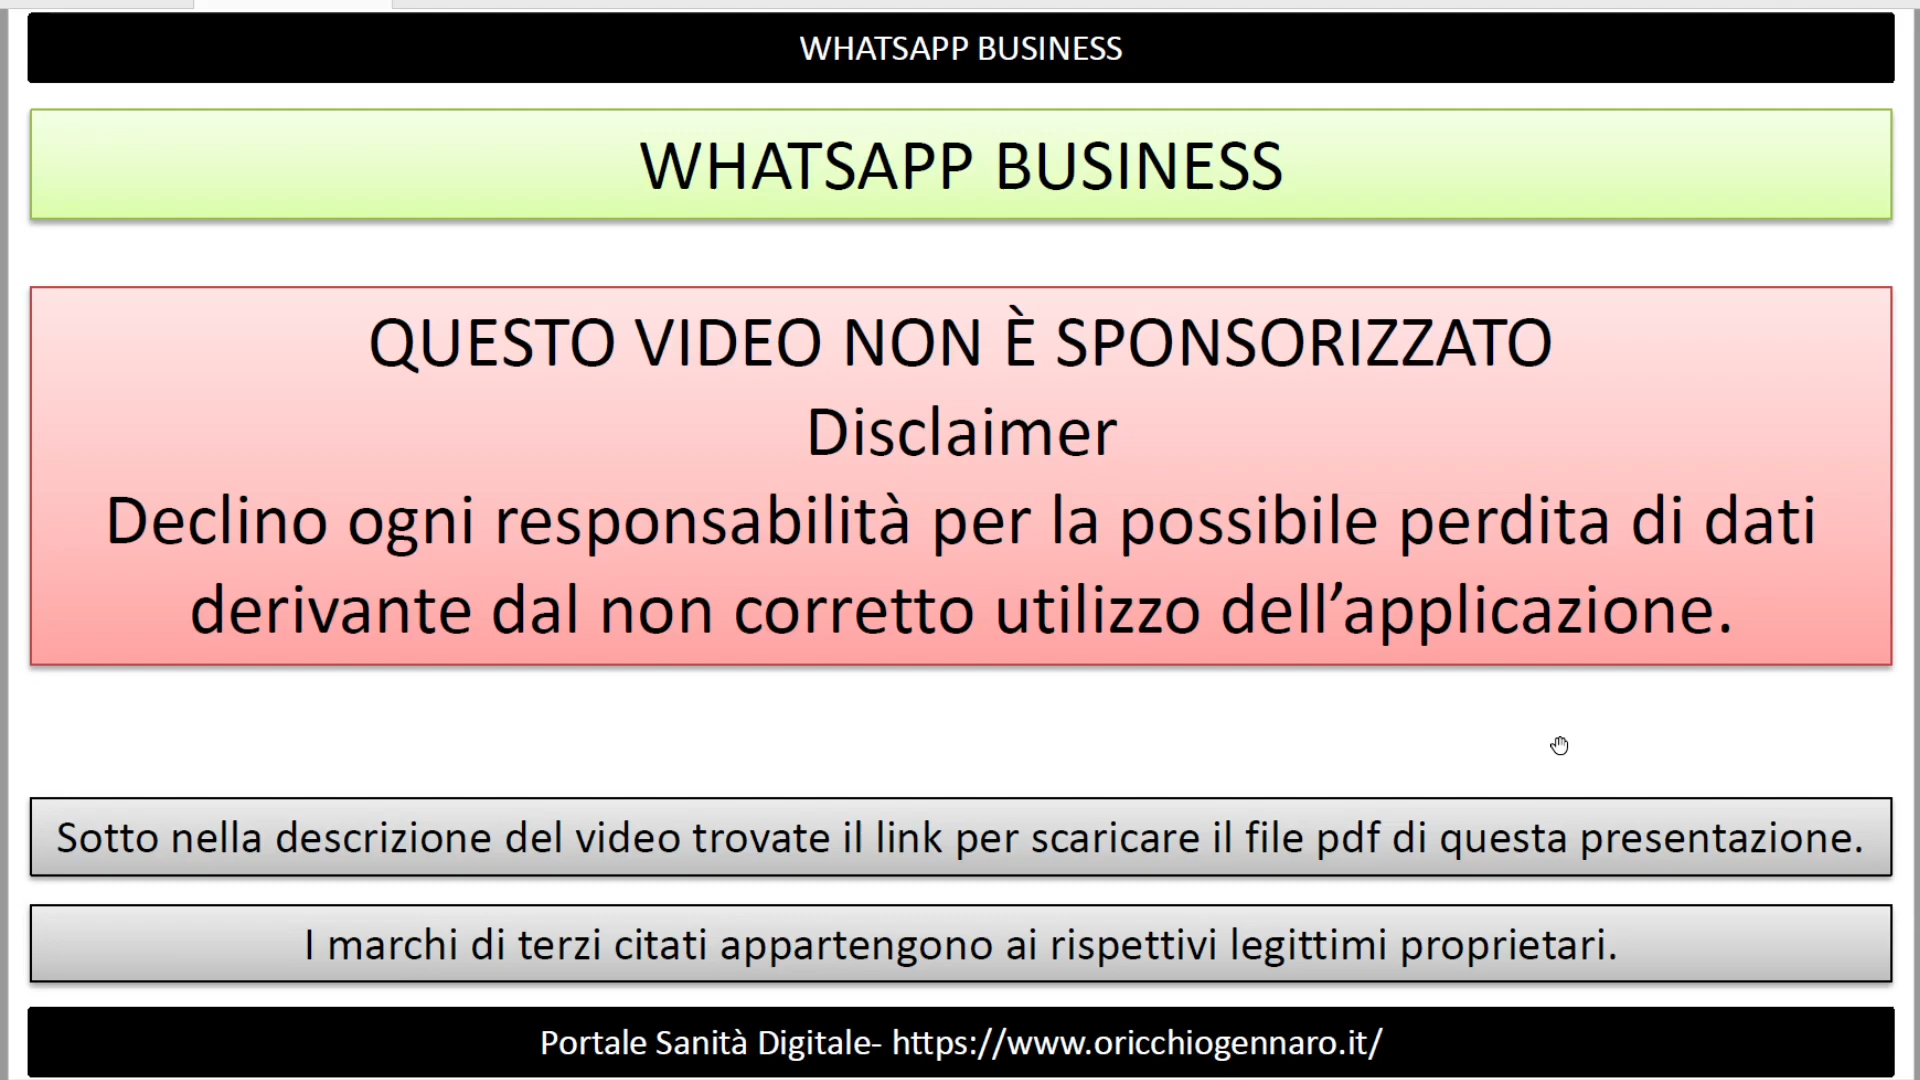 WHATSAPP BUSINESS
WHATSAPP BUSINESS
QUESTO VIDEO NON È SPONSORIZZATO
Disclaimer
Declino ogni responsabilità per la possibile perdita di dati
derivante dal non corretto utilizzo dell’applicazione.
Sotto nella descrizione del video trovate il link per scaricare il file pdf di questa presentazione.
I marchi di terzi citati appartengono ai rispettivi legittimi proprietari.
Portale Sanità Digitale- https://www.oricchiogennaro.it/